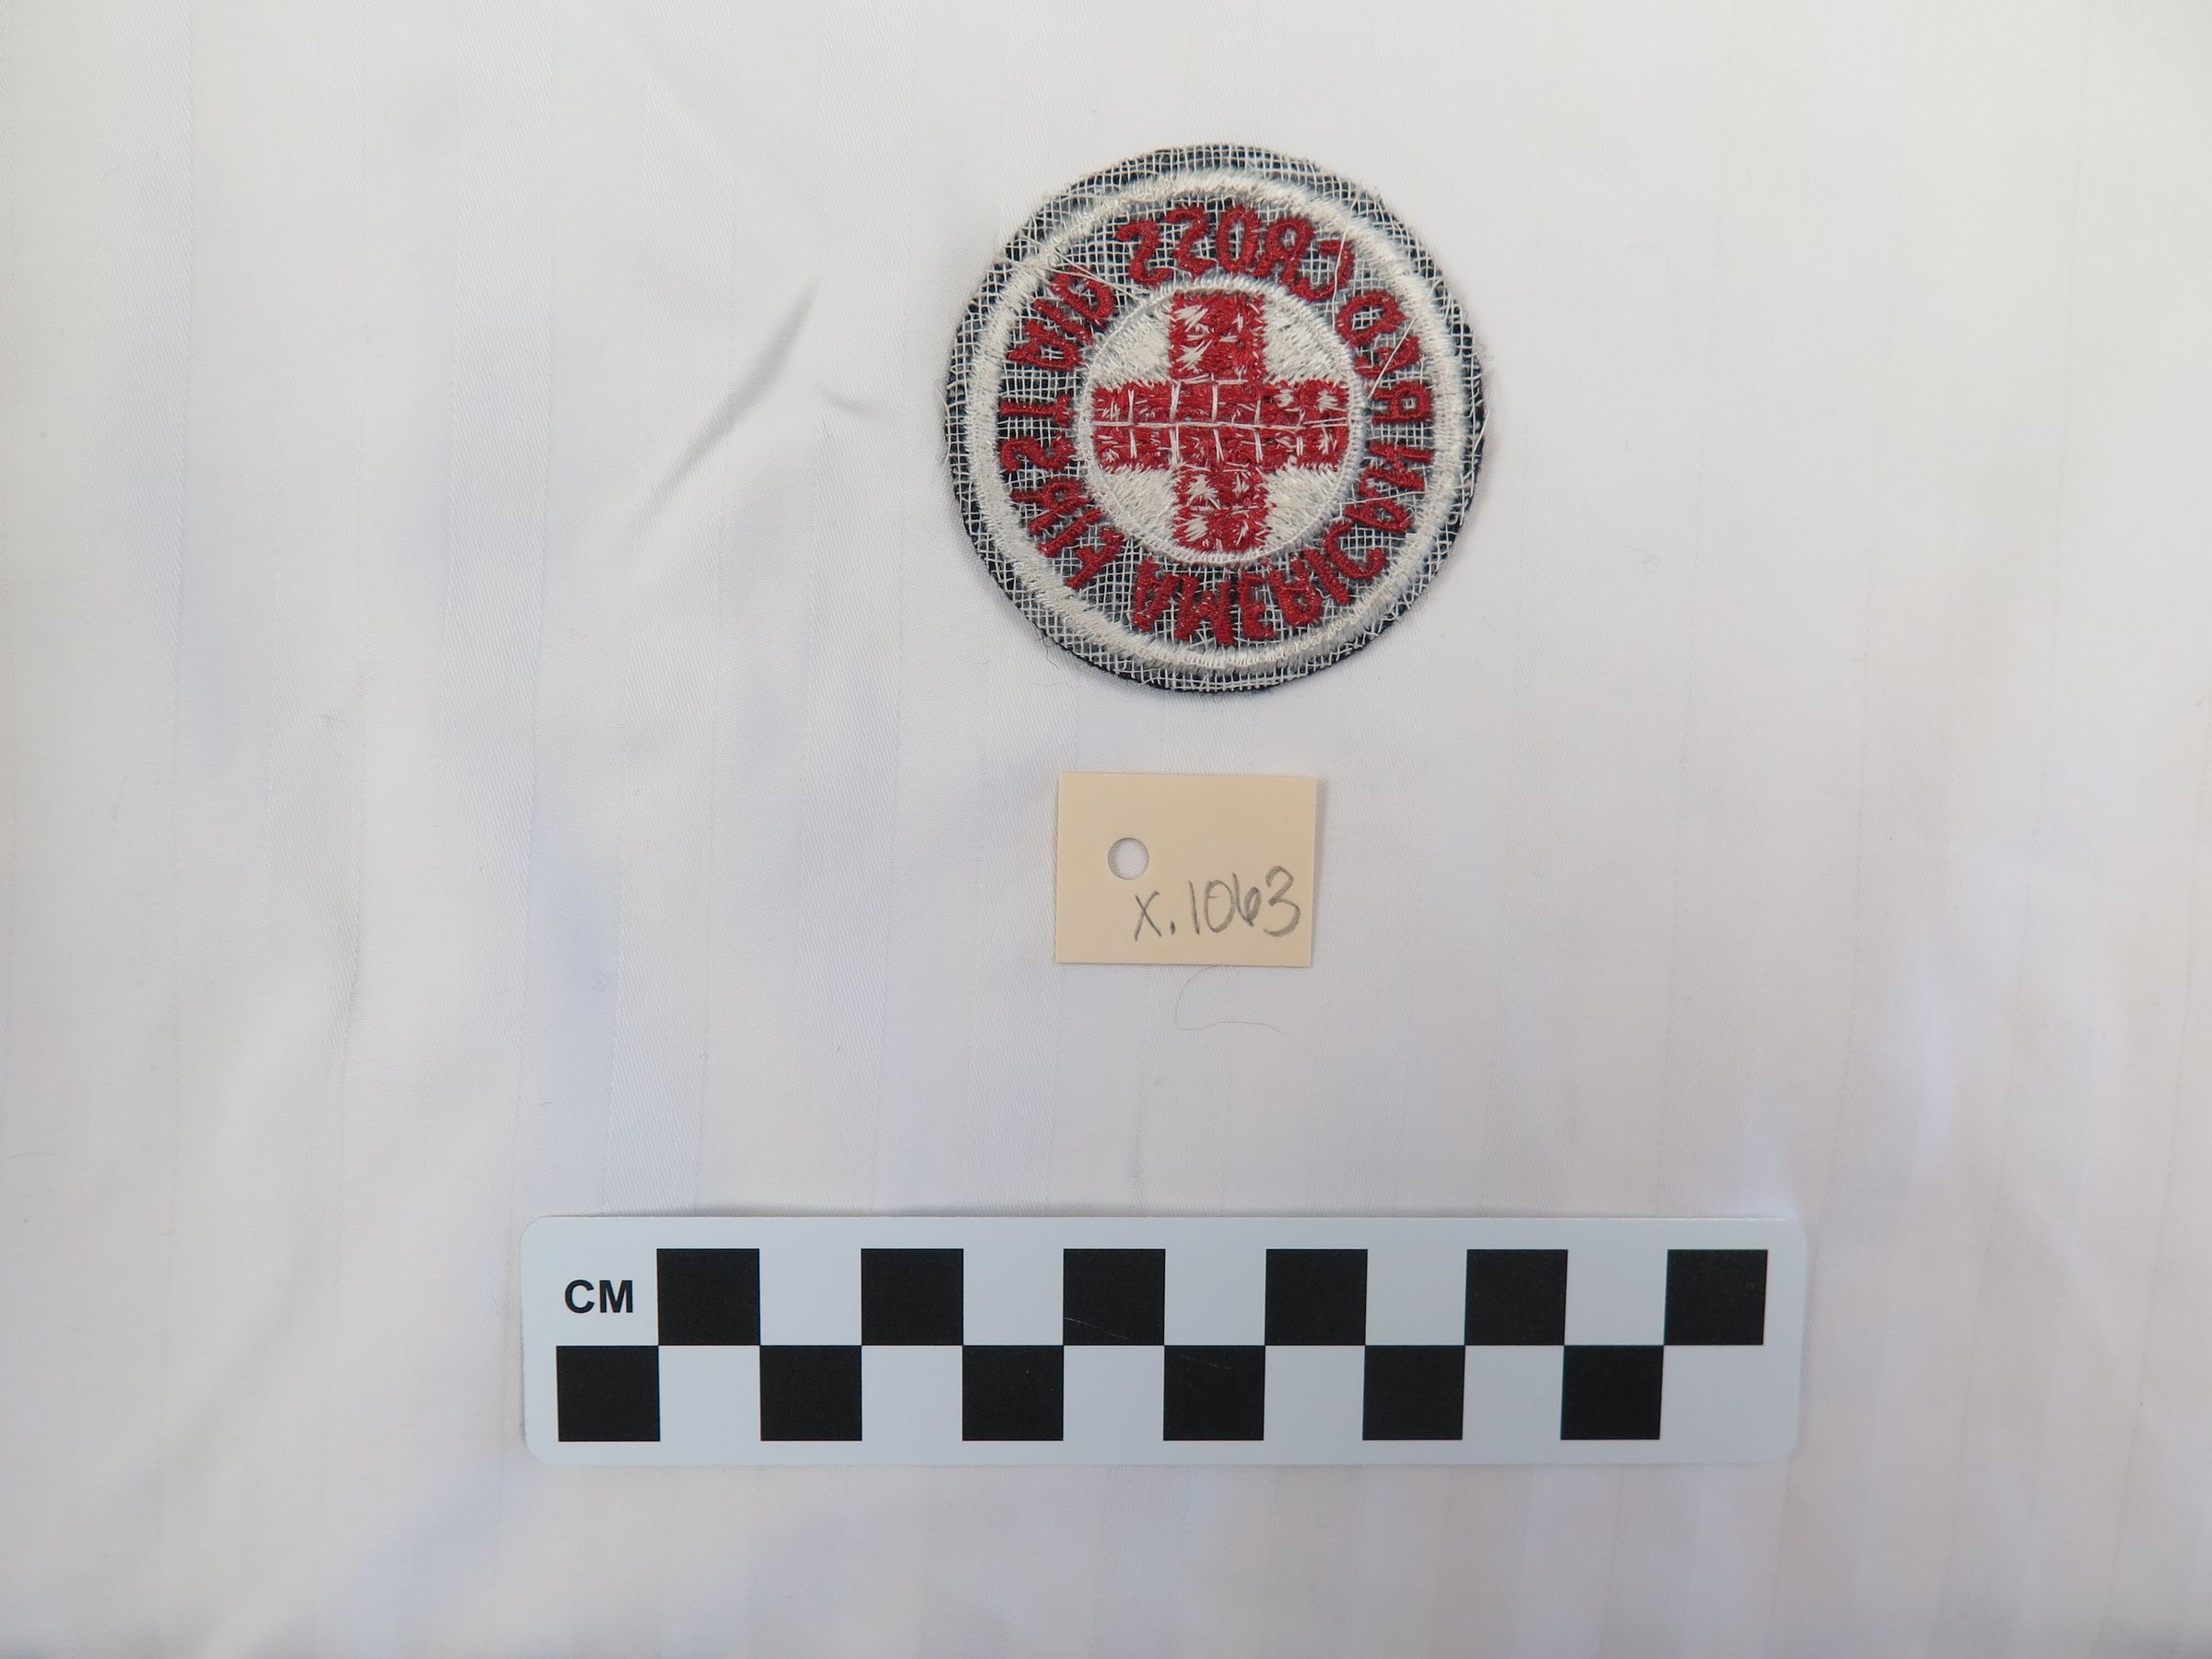 AMERICAN RED CROSS
FIRST AID
x.1063
CM